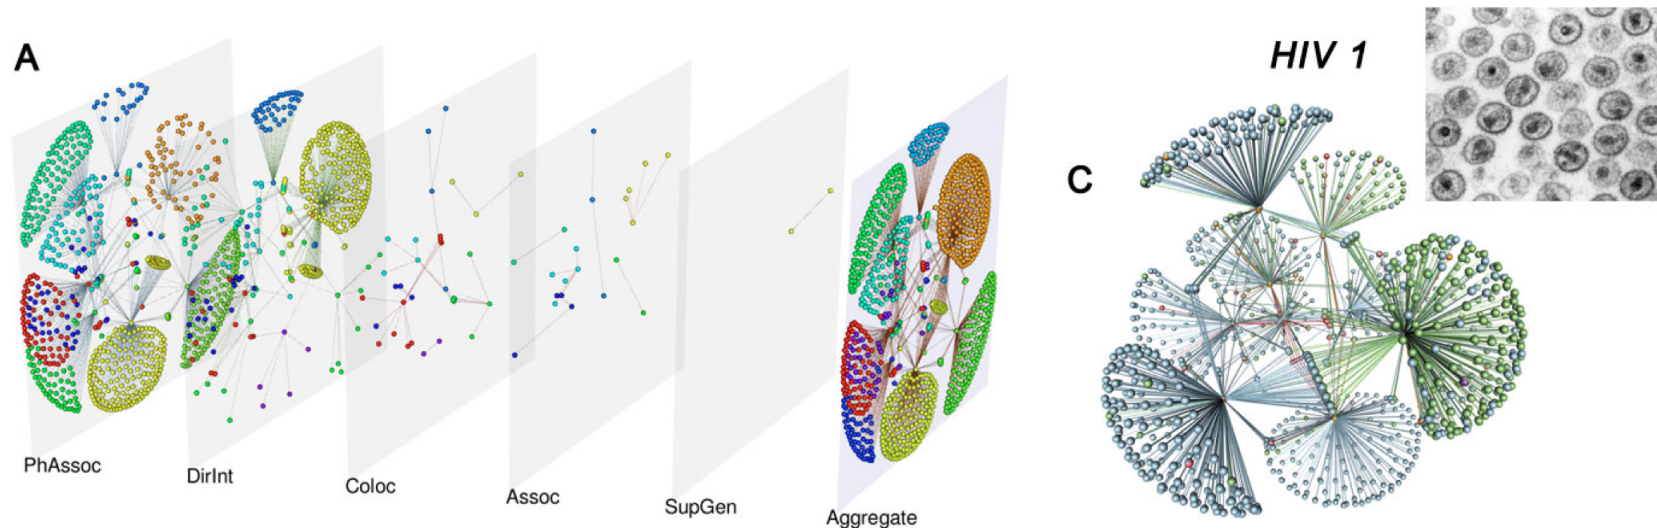 A
HIV 1
C
PhAssoc
DirInt
Coloc
Assoc
SupGen
Aggregate